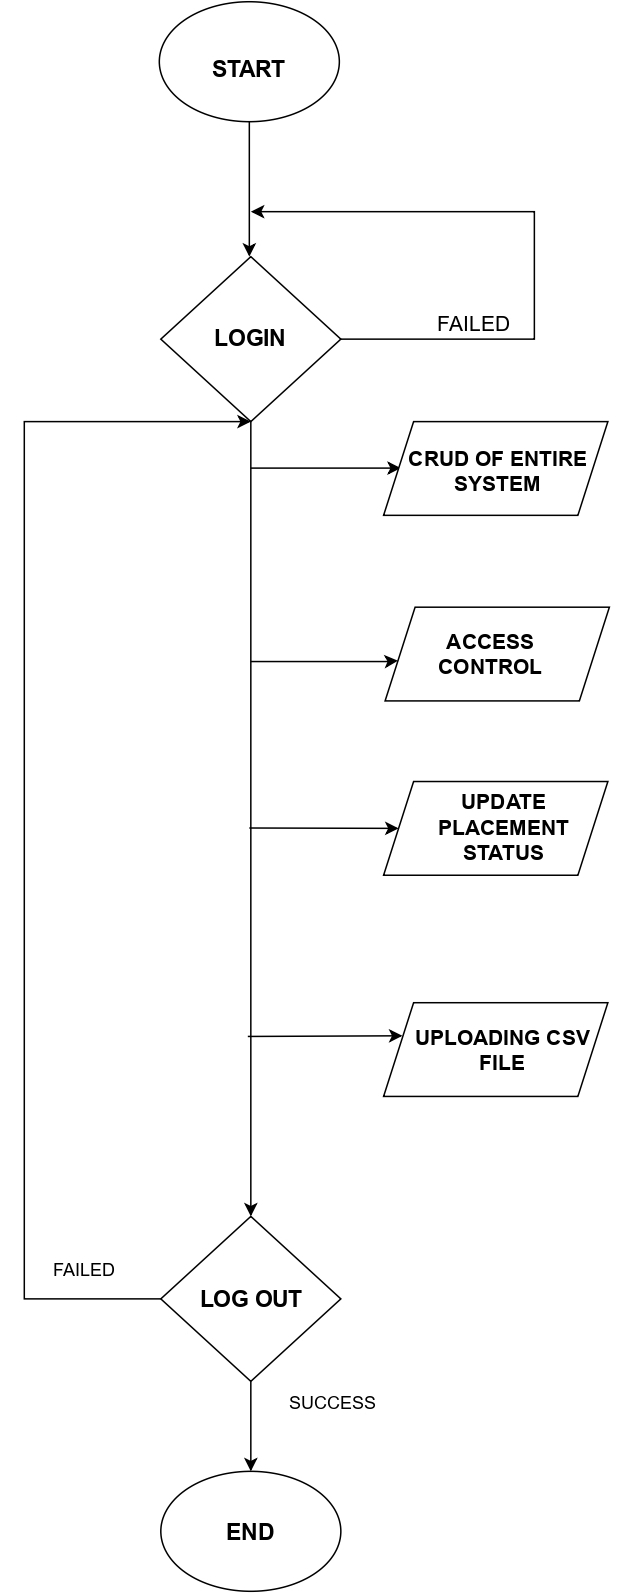 START
FAILED
LOGIN
CRUD OF ENTIRE
SYSTEM
ACCESS
CONTROL
UPDATE
PLACEMENT
STATUS
UPLOADING CSV
FILE
FAILED
LOG OUT
SUCCESS
END